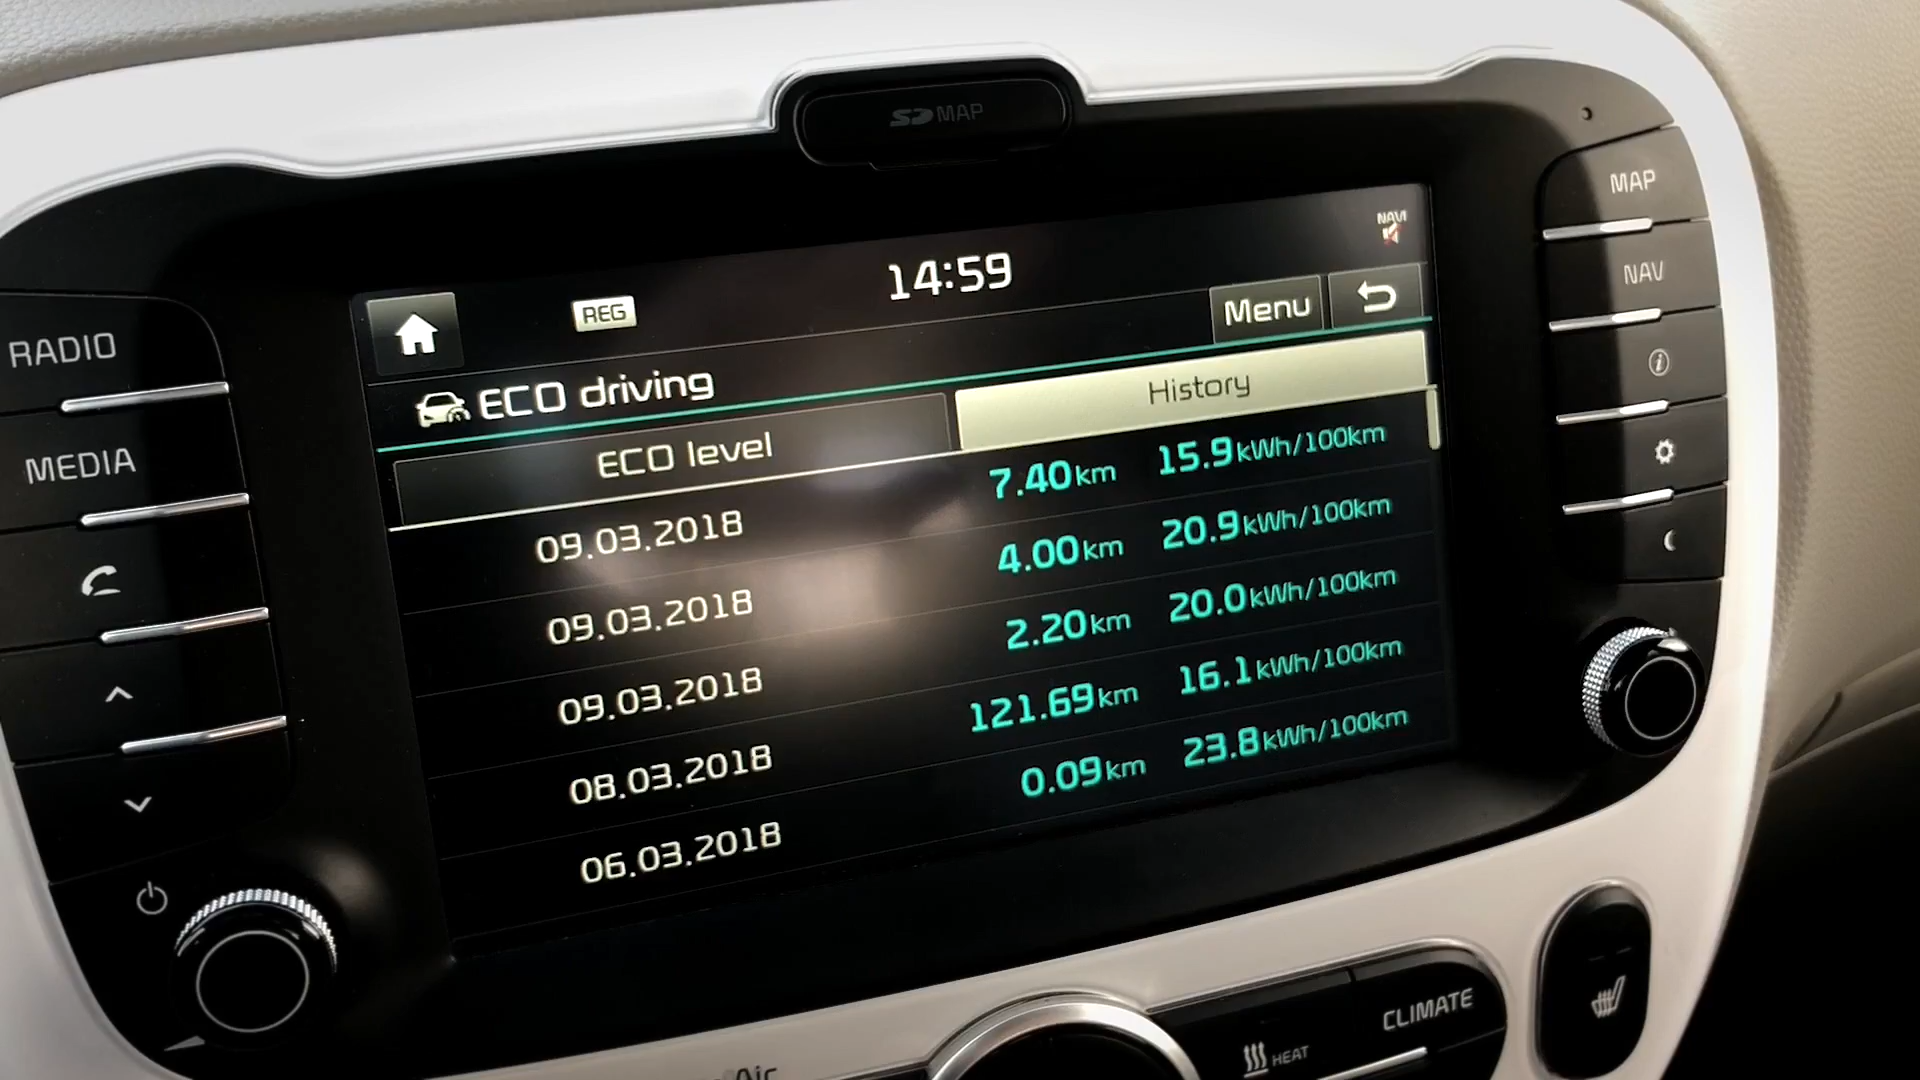 SD MAP
MAP
NAV
RADIO
MEDIA
REG
14:59
NAVI
Menu
ECO driving
ECO level
History
09.03.2018 7.40km 15.9kWh/100km
09.03.2018 4.00km 20.9kWh/100km
09.03.2018 2.20km 20.0kWh/100km
08.03.2018 121.69km 16.1kWh/100km
06.03.2018 0.09km 23.8kWh/100km
Air
HEAT
CLIMATE